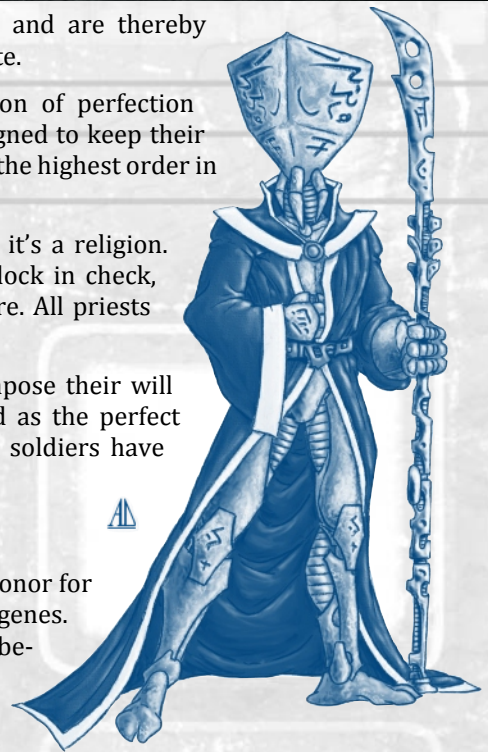 and are thereby
te.
on of perfection
gned to keep their
the highest order in
it's a religion.
lock in check,
re. All priests
pose their will
d as the perfect
soldiers have
AD
onor for
genes.
be-